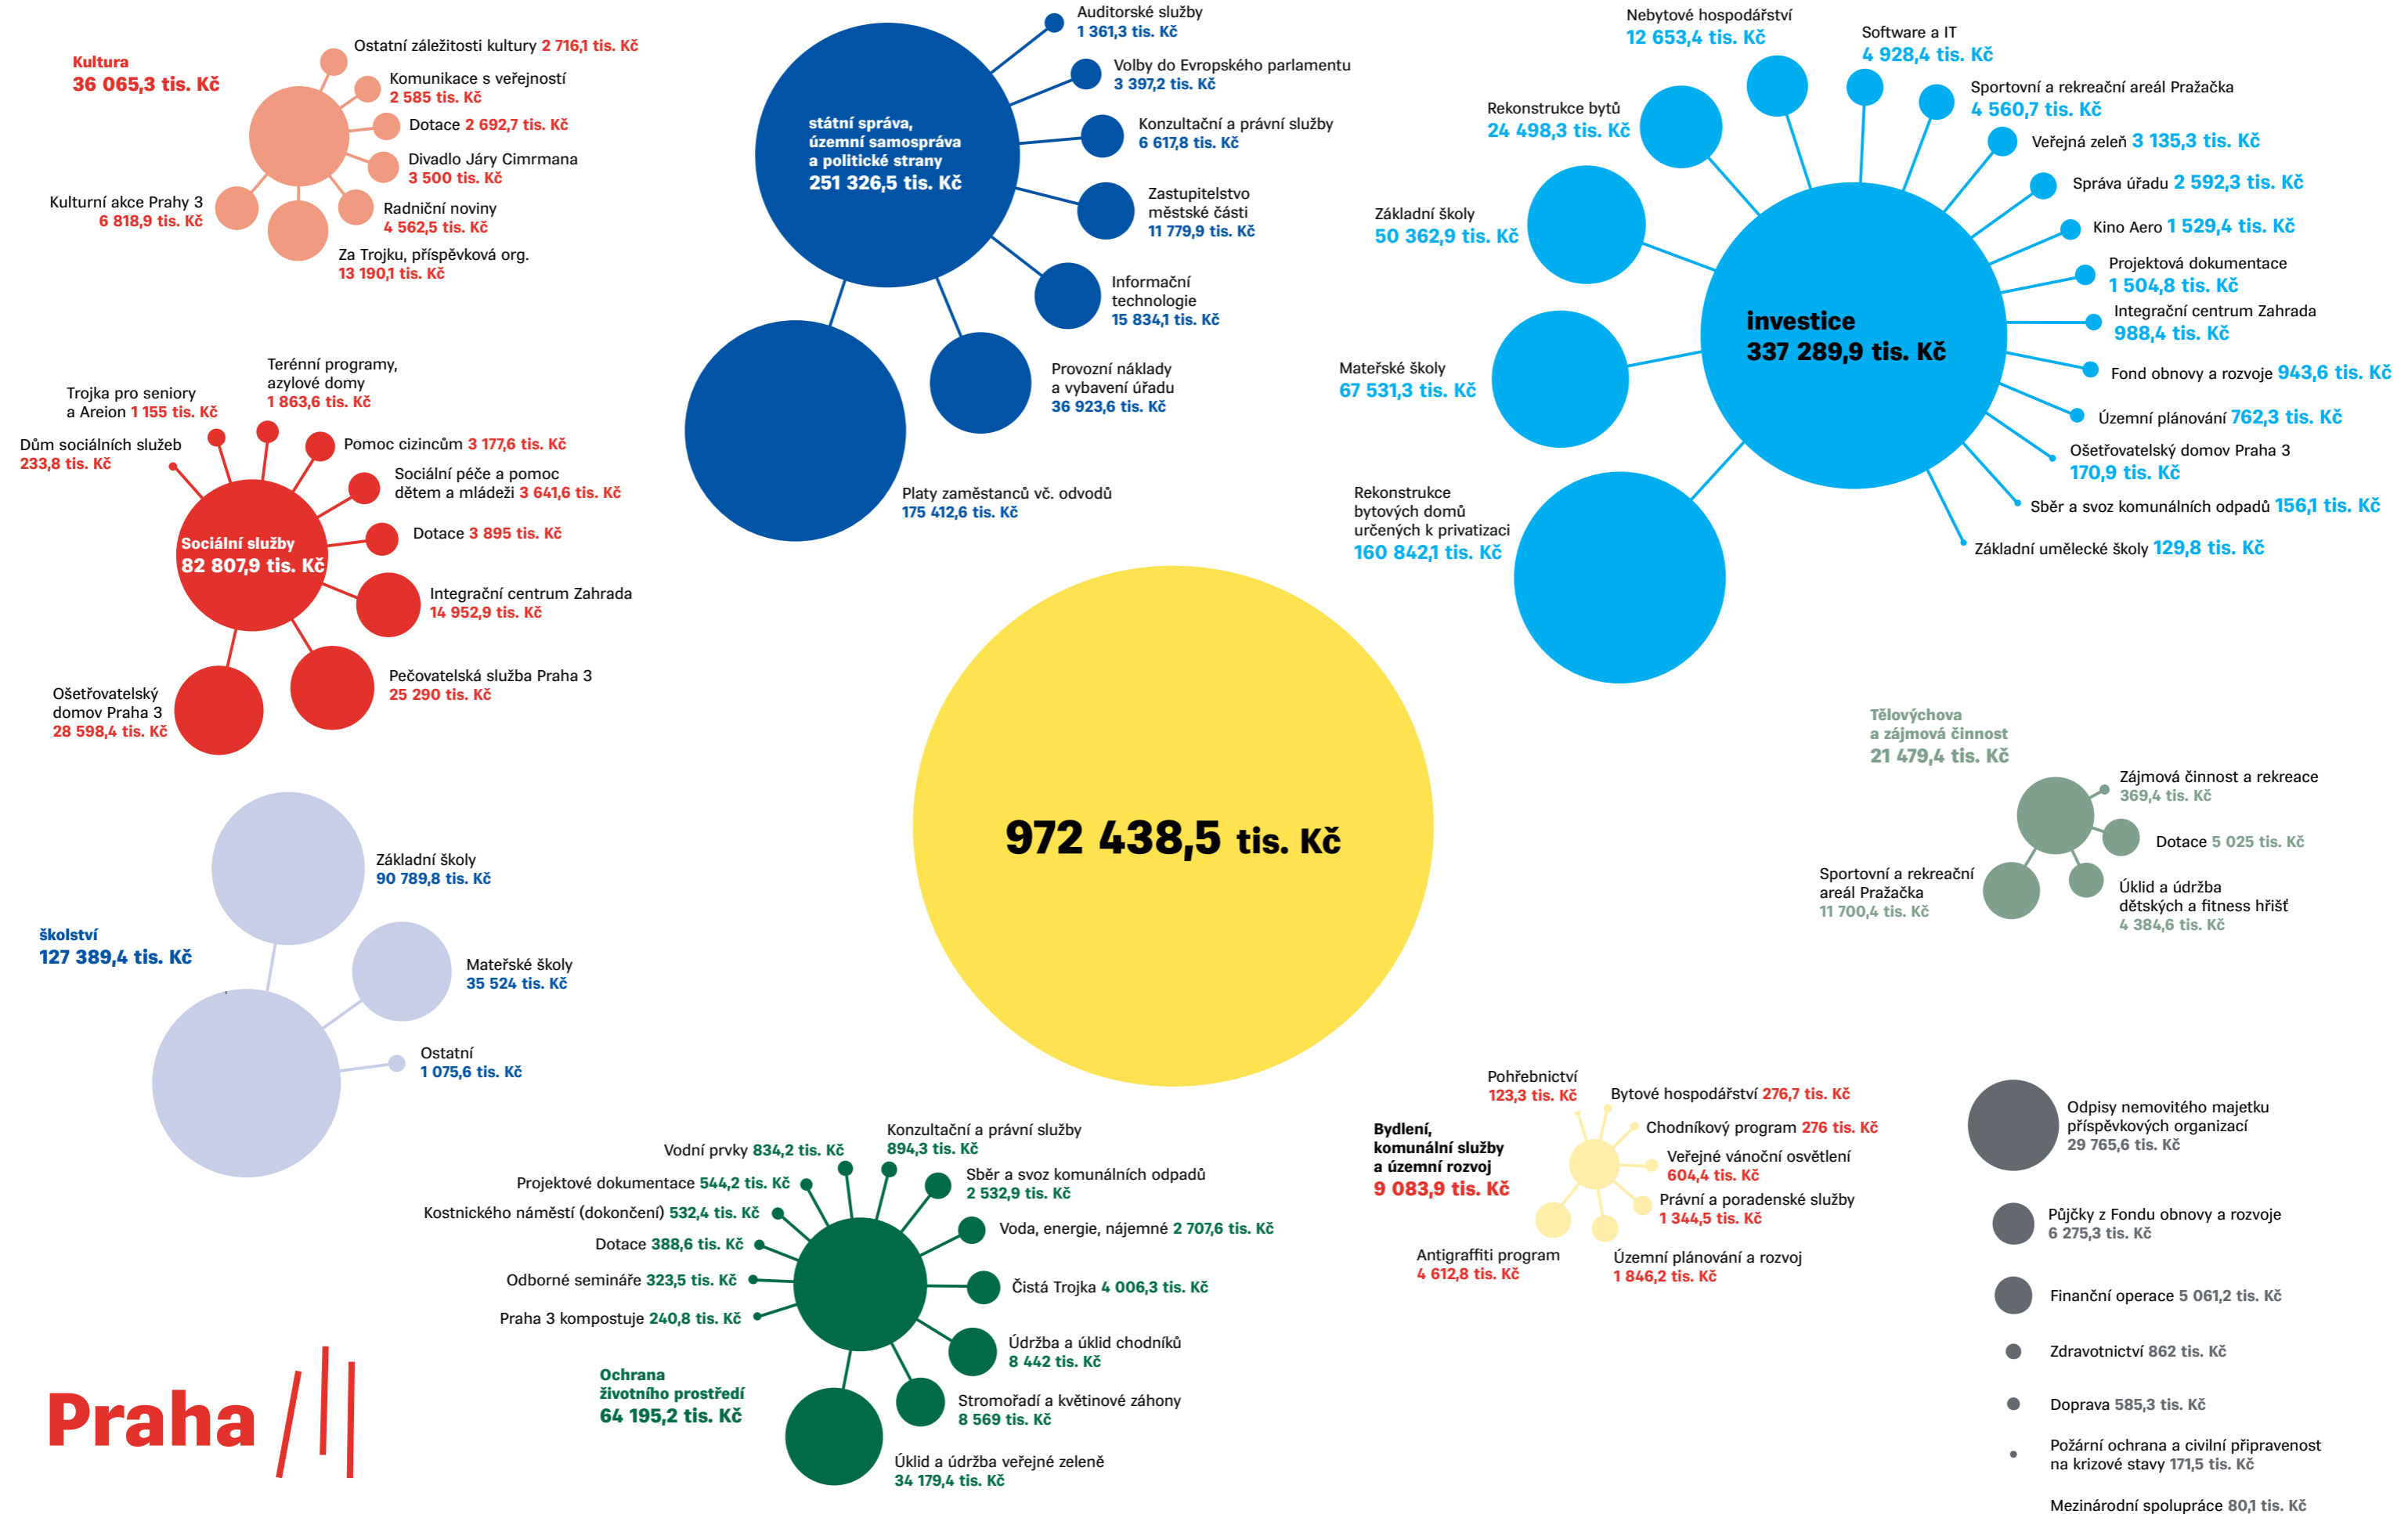 Kultura
36 065,3 tis. Kč
Ostatní záležitosti kultury 2 716,1 tis. Kč
Komunikace s veřejností
2 585 tis. Kč
Dotace 2 692,7 tis. Kč
Divadlo Járy Cimrmana
3 500 tis. Kč
Radniční noviny
4 562,5 tis. Kč
Za Trojku, příspěvková org.
13 190,1 tis. Kč
Kulturní akce Prahy 3
6 818,9 tis. Kč
státní správa,
územní samospráva
a politické strany
251 326,5 tis. Kč
Auditorské služby
1 361,3 tis. Kč
Volby do Evropského parlamentu
3 397,2 tis. Kč
Konzultační a právní služby
6 617,8 tis. Kč
Zastupitelstvo
městské části
11 779,9 tis. Kč
Informační
technologie
15 834,1 tis. Kč
Provozní náklady
a vybavení úřadu
36 923,6 tis. Kč
Platy zaměstanců vč. odvodů
175 412,6 tis. Kč
investice
337 289,9 tis. Kč
Nebytové hospodářství
12 653,4 tis. Kč
Software a IT
4 928,4 tis. Kč
Sportovní a rekreační areál Pražačka
4 560,7 tis. Kč
Veřejná zeleň 3 135,3 tis. Kč
Správa úřadu 2 592,3 tis. Kč
Kino Aero 1 529,4 tis. Kč
Projektová dokumentace
1 504,8 tis. Kč
Integrační centrum Zahrada
988,4 tis. Kč
Fond obnovy a rozvoje 943,6 tis. Kč
Územní plánování 762,3 tis. Kč
Ošetřovatelský domov Praha 3
170,9 tis. Kč
Sběr a svoz komunálních odpadů 156,1 tis. Kč
Základní umělecké školy 129,8 tis. Kč
Rekonstrukce bytů
24 498,3 tis. Kč
Základní školy
50 362,9 tis. Kč
Mateřské školy
67 531,3 tis. Kč
Rekonstrukce
bytových domů
určených k privatizaci
160 842,1 tis. Kč
Sociální služby
82 807,9 tis. Kč
Terénní programy,
azylové domy
1 863,6 tis. Kč
Trojka pro seniory
a Areion 1 155 tis. Kč
Dům sociálních služeb
233,8 tis. Kč
Pomoc cizincům 3 177,6 tis. Kč
Sociální péče a pomoc
dětem a mládeži 3 641,6 tis. Kč
Dotace 3 895 tis. Kč
Integrační centrum Zahrada
14 952,9 tis. Kč
Pečovatelská služba Praha 3
25 290 tis. Kč
Ošetřovatelský
domov Praha 3
28 598,4 tis. Kč
972 438,5 tis. Kč
Tělovýchova
a zájmová činnost
21 479,4 tis. Kč
Zájmová činnost a rekreace
369,4 tis. Kč
Dotace 5 025 tis. Kč
Úklid a údržba
dětských a fitness hřišť
4 384,6 tis. Kč
Sportovní a rekreační
areál Pražačka
11 700,4 tis. Kč
školství
127 389,4 tis. Kč
Základní školy
90 789,8 tis. Kč
Mateřské školy
35 524 tis. Kč
Ostatní
1 075,6 tis. Kč
Ochrana
životního prostředí
64 195,2 tis. Kč
Konzultační a právní služby
894,3 tis. Kč
Vodní prvky 834,2 tis. Kč
Projektové dokumentace 544,2 tis. Kč
Kostnického náměstí (dokončení) 532,4 tis. Kč
Dotace 388,6 tis. Kč
Odborné semináře 323,5 tis. Kč
Praha 3 kompostuje 240,8 tis. Kč
Sběr a svoz komunálních odpadů
2 532,9 tis. Kč
Voda, energie, nájemné 2 707,6 tis. Kč
Čistá Trojka 4 006,3 tis. Kč
Údržba a úklid chodníků
8 442 tis. Kč
Stromořadí a květinové záhony
8 569 tis. Kč
Úklid a údržba veřejné zeleně
34 179,4 tis. Kč
Bydlení,
komunální služby
a územní rozvoj
9 083,9 tis. Kč
Pohřebnictví
123,3 tis. Kč
Bytové hospodářství 276,7 tis. Kč
Chodníkový program 276 tis. Kč
Veřejné vánoční osvětlení
604,4 tis. Kč
Právní a poradenské služby
1 344,5 tis. Kč
Územní plánování a rozvoj
1 846,2 tis. Kč
Antigraffiti program
4 612,8 tis. Kč
Odpisy nemovitého majetku
příspěvkových organizací
29 765,6 tis. Kč
Půjčky z Fondu obnovy a rozvoje
6 275,3 tis. Kč
Finanční operace 5 061,2 tis. Kč
Zdravotnictví 862 tis. Kč
Doprava 585,3 tis. Kč
Požární ochrana a civilní připravenost
na krizové stavy 171,5 tis. Kč
Mezinárodní spolupráce 80,1 tis. Kč
Praha